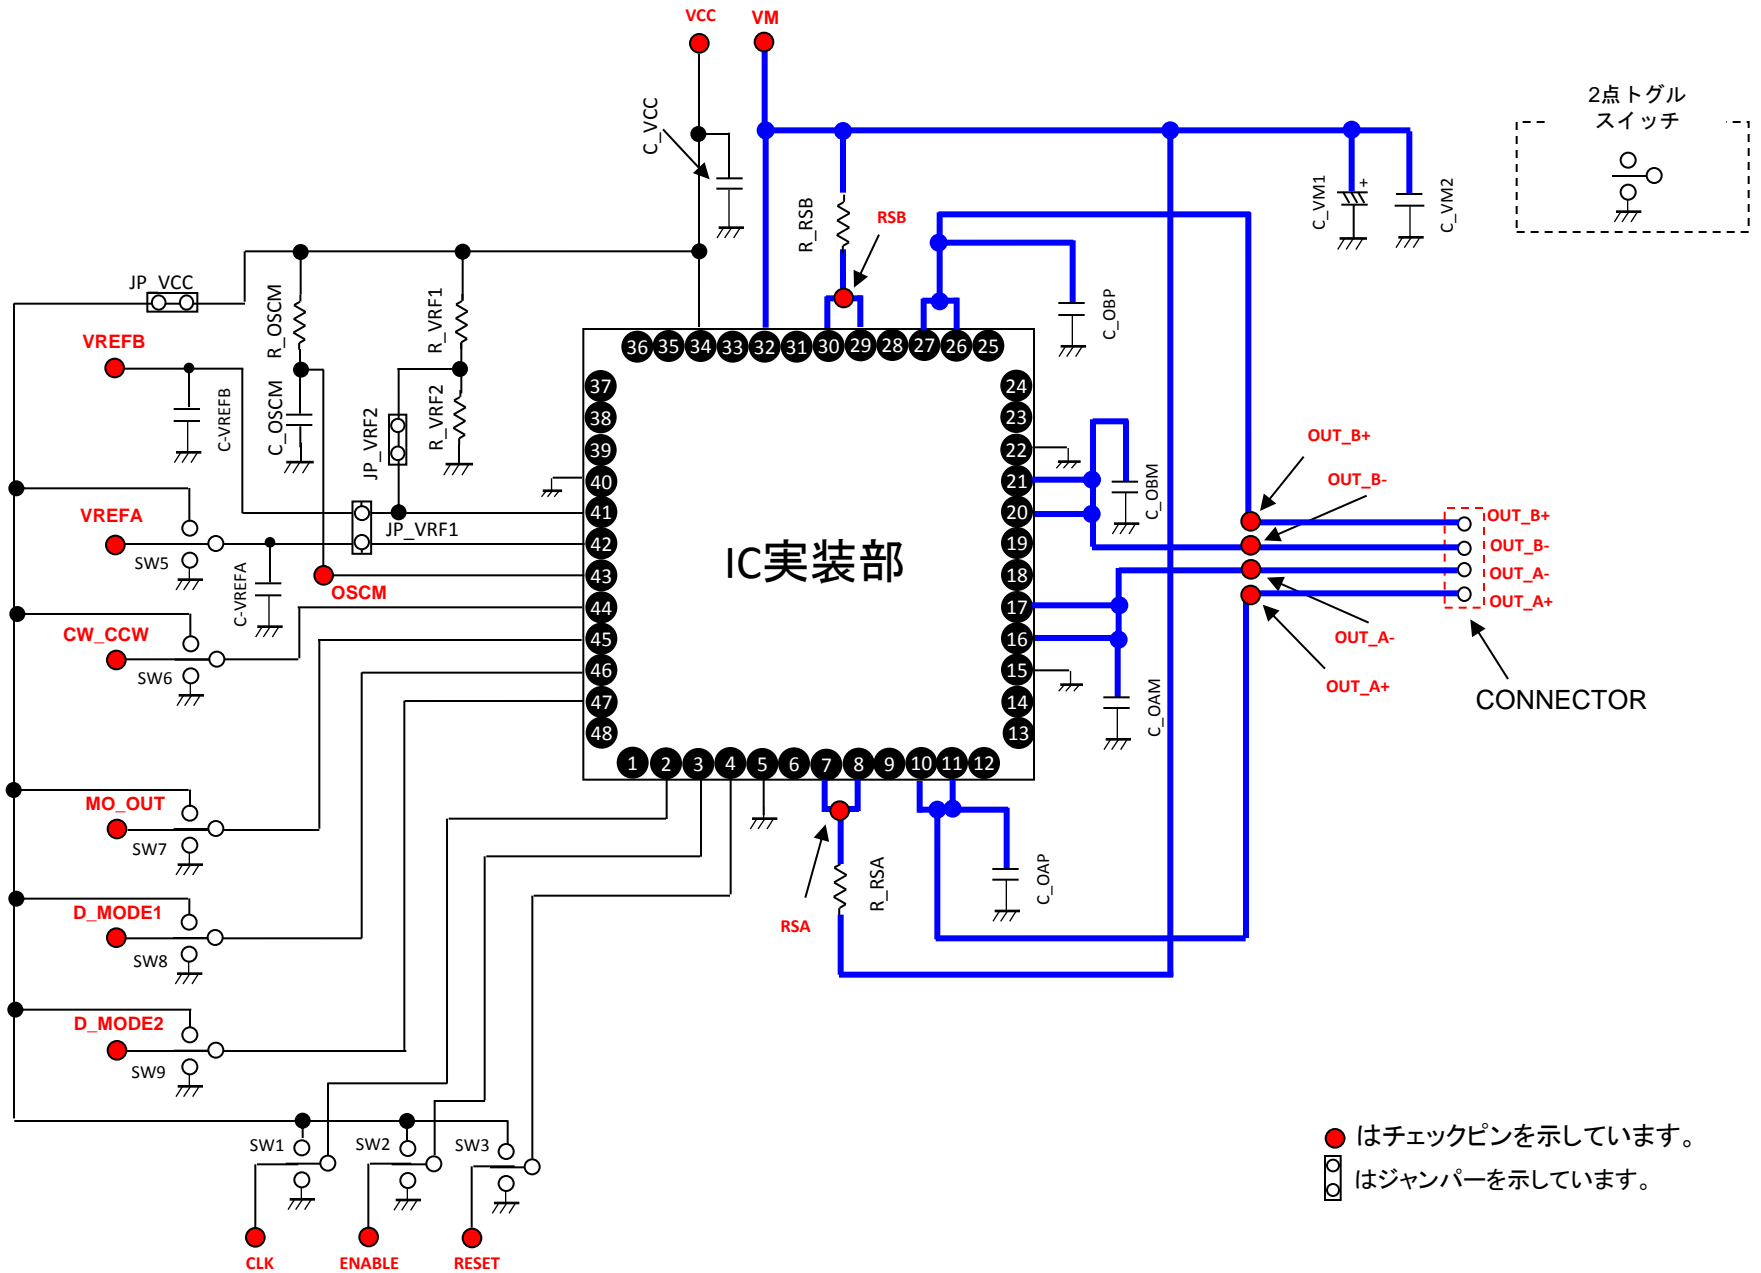 VCC
VM
2点トグル
スイッチ
C_VCC
C_VM1
+
C_VM2
R_RSB
RSB
JP_VCC
R_OSCM
R_VRF1
C_OBP
VREFB
C-VREFB
C_OSCM
JP_VRF2
R_VRF2
36 35 34 33 32 31 30 29 28 27 26 25
37
38
39
40
41
42
43
44
45
46
47
48
24
23
22
21
20
19
18
17
16
15
14
13
1 2 3 4 5 6 7 8 9 10 11 12
IC実装部
VREFA
SW5
C-VREFA
JP_VRF1
OSCM
CW_CCW
SW6
MO_OUT
SW7
D_MODE1
SW8
D_MODE2
SW9
C_OBM
OUT_B+
OUT_B-
OUT_A-
OUT_A+
OUT_B+
OUT_B-
OUT_A-
OUT_A+
CONNECTOR
C_OAM
C_OAP
R_RSA
RSA
SW1
SW2
SW3
CLK
ENABLE
RESET
はチェックピンを示しています。
はジャンパーを示しています。